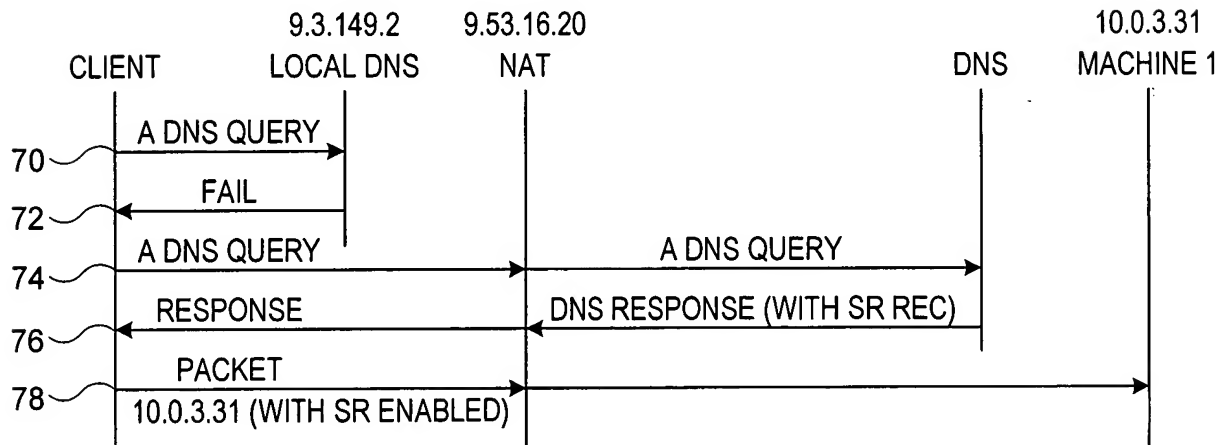 9.3.149.2 9.53.16.20 10.0.3.31
CLIENT LOCAL DNS NAT DNS MACHINE 1
70 A DNS QUERY
72 FAIL
74 A DNS QUERY A DNS QUERY
76 RESPONSE DNS RESPONSE (WITH SR REC)
78 PACKET
10.0.3.31 (WITH SR ENABLED)